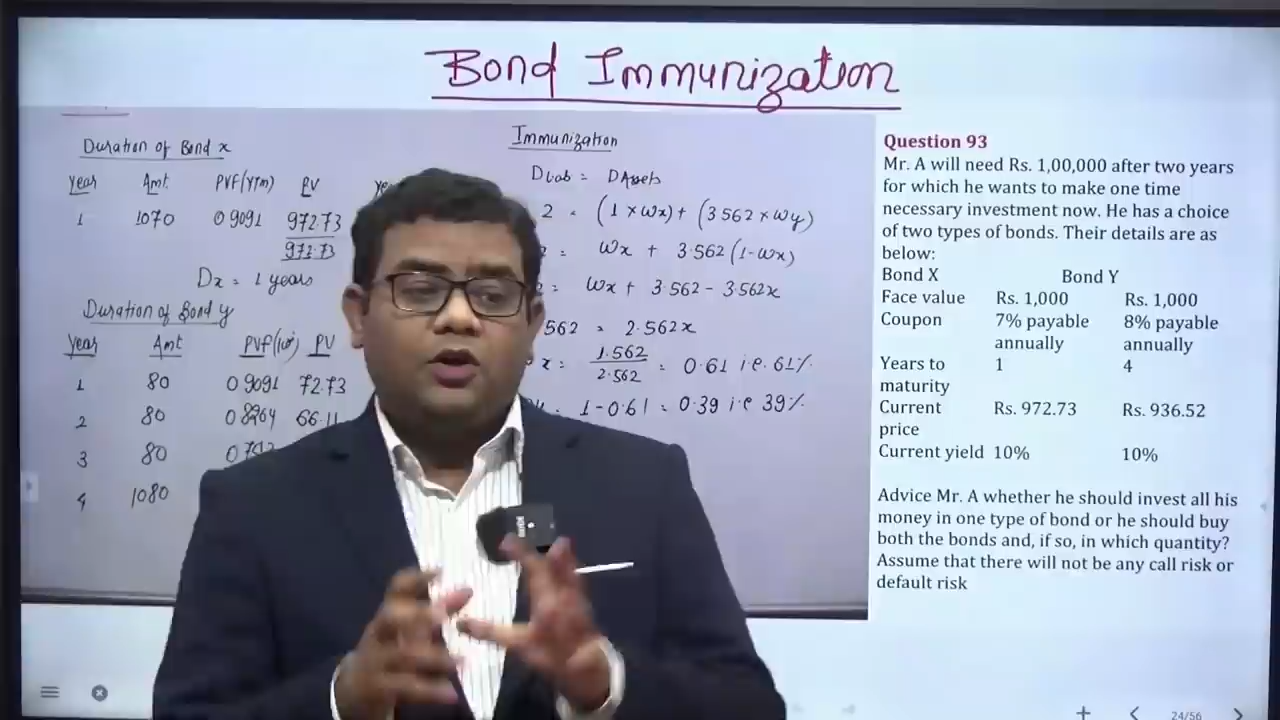 Bond Immunization
Duration of Bond x
Year Amt. PVF(YTM) PV
1 1070 0.9091 972.73
972.73
Dx = 1 years
Duration of Bond y
Year Amt PVF(10%) PV
1 80 0.9091 72.73
2 80 0.8264 66.11
3 80
4 1080
Immunization
DLiab = DAssets
2 = (1 × wx) + (3.562 × wy)
= wx + 3.562 (1-wx)
= wx + 3.562 - 3.562x
562 = 2.562x
x = 1.562
2.562 = 0.61 i.e. 61%
1-0.61 = 0.39 i.e 39%
Question 93
Mr. A will need Rs. 1,00,000 after two years
for which he wants to make one time
necessary investment now. He has a choice
of two types of bonds. Their details are as
below:
Bond X Bond Y
Face value Rs. 1,000 Rs. 1,000
Coupon 7% payable 8% payable
annually annually
Years to 1 4
maturity
Current Rs. 972.73 Rs. 936.52
price
Current yield 10% 10%
Advice Mr. A whether he should invest all his
money in one type of bond or he should buy
both the bonds and, if so, in which quantity?
Assume that there will not be any call risk or
default risk
24/56